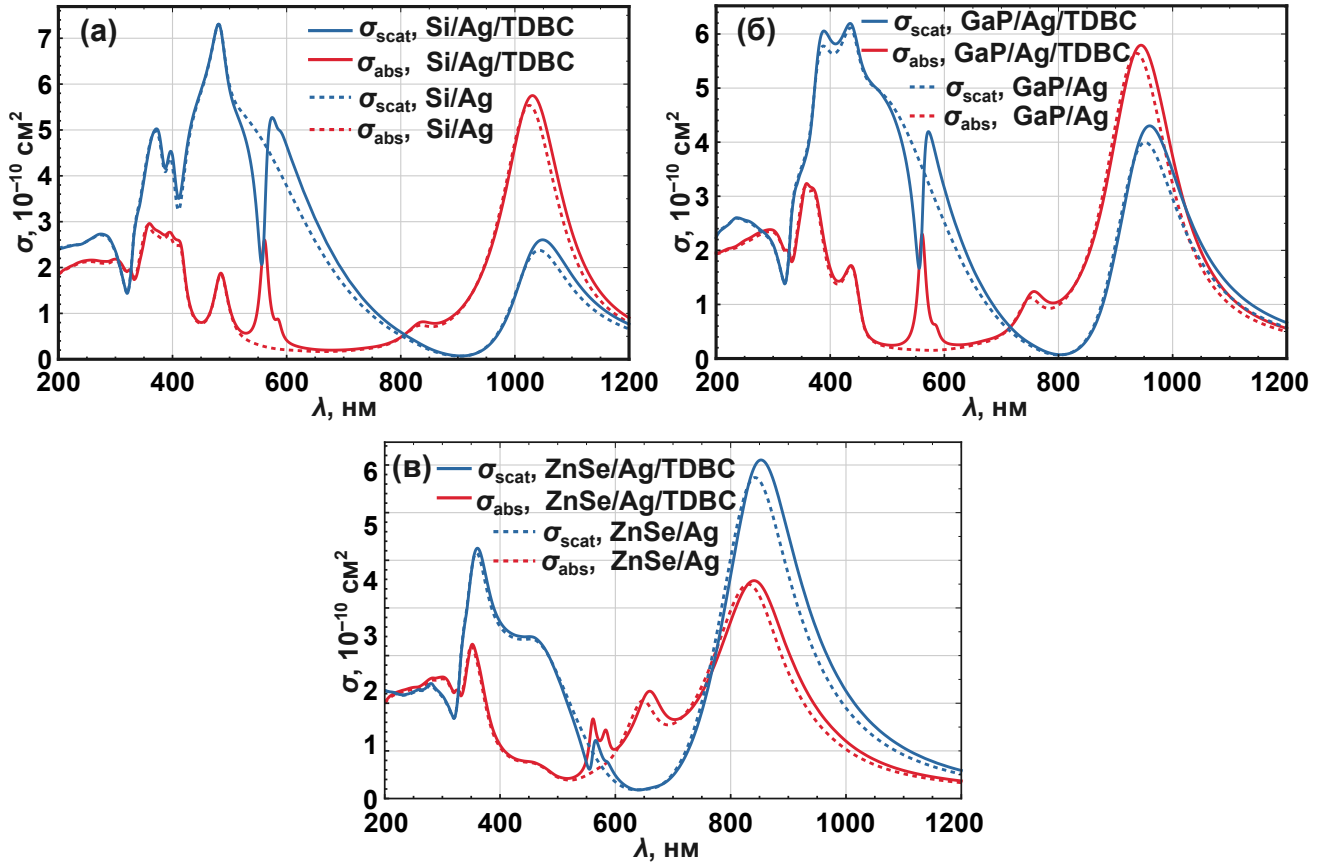 (а)
σscat, Si/Ag/TDBC
σabs, Si/Ag/TDBC
σscat, Si/Ag
σabs, Si/Ag
σ, 10⁻¹⁰ см²
7
6
5
4
3
2
1
0
200 400 600 800 1000 1200
λ, нм
(б)
σscat, GaP/Ag/TDBC
σabs, GaP/Ag/TDBC
σscat, GaP/Ag
σabs, GaP/Ag
σ, 10⁻¹⁰ см²
6
5
4
3
2
1
0
200 400 600 800 1000 1200
λ, нм
(в)
σscat, ZnSe/Ag/TDBC
σabs, ZnSe/Ag/TDBC
σscat, ZnSe/Ag
σabs, ZnSe/Ag
σ, 10⁻¹⁰ см²
6
5
4
3
2
1
0
200 400 600 800 1000 1200
λ, нм